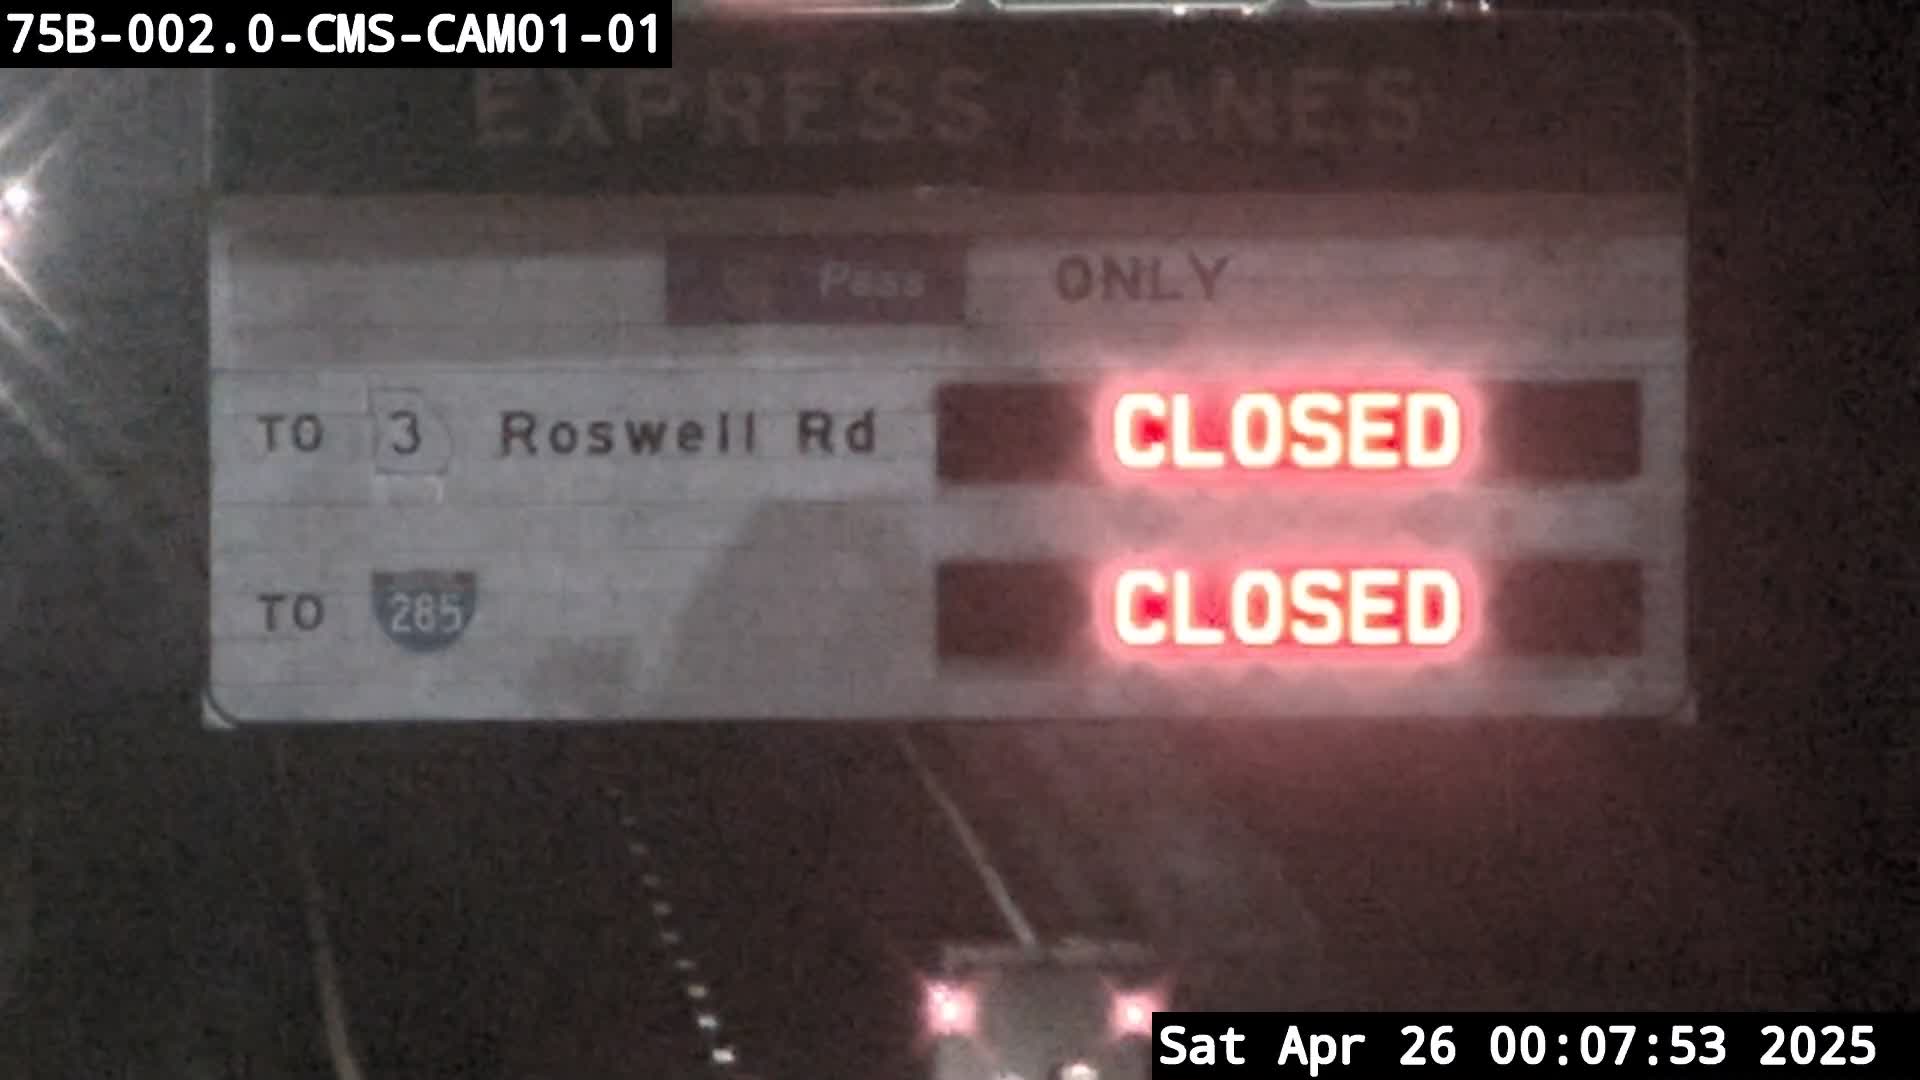 75B-002.0-CMS-CAM01-01
EXPRESS LANES
Pass ONLY
TO 3 Roswell Rd CLOSED
TO 285 CLOSED
Sat Apr 26 00:07:53 2025